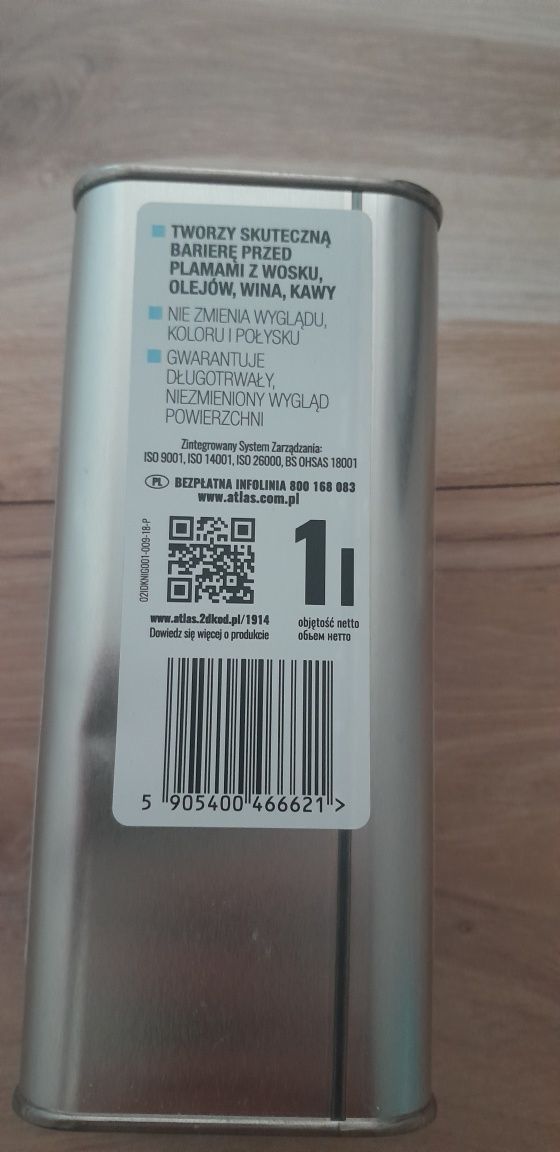 TWORZY SKUTECZNĄ
BARIERĘ PRZED
PLAMAMI Z WOSKU,
OLEJÓW, WINA, KAWY
NIE ZMIENIA WYGLĄDU,
KOLORU I POŁYSKU
GWARANTUJE
DŁUGOTRWAŁY,
NIEZMIENIONY WYGLĄD
POWIERZCHNI
Zintegrowany System Zarządzania:
ISO 9001, ISO 14001, ISO 26000, BS OHSAS 18001
PL BEZPŁATNA INFOLINIA 800 168 083
www.atlas.com.pl
02IDKNIG001-009-18-P
1l
objętość netto
объем нетто
www.atlas.2dkod.pl/1914
Dowiedz się więcej o produkcie
5 905400 466621 >